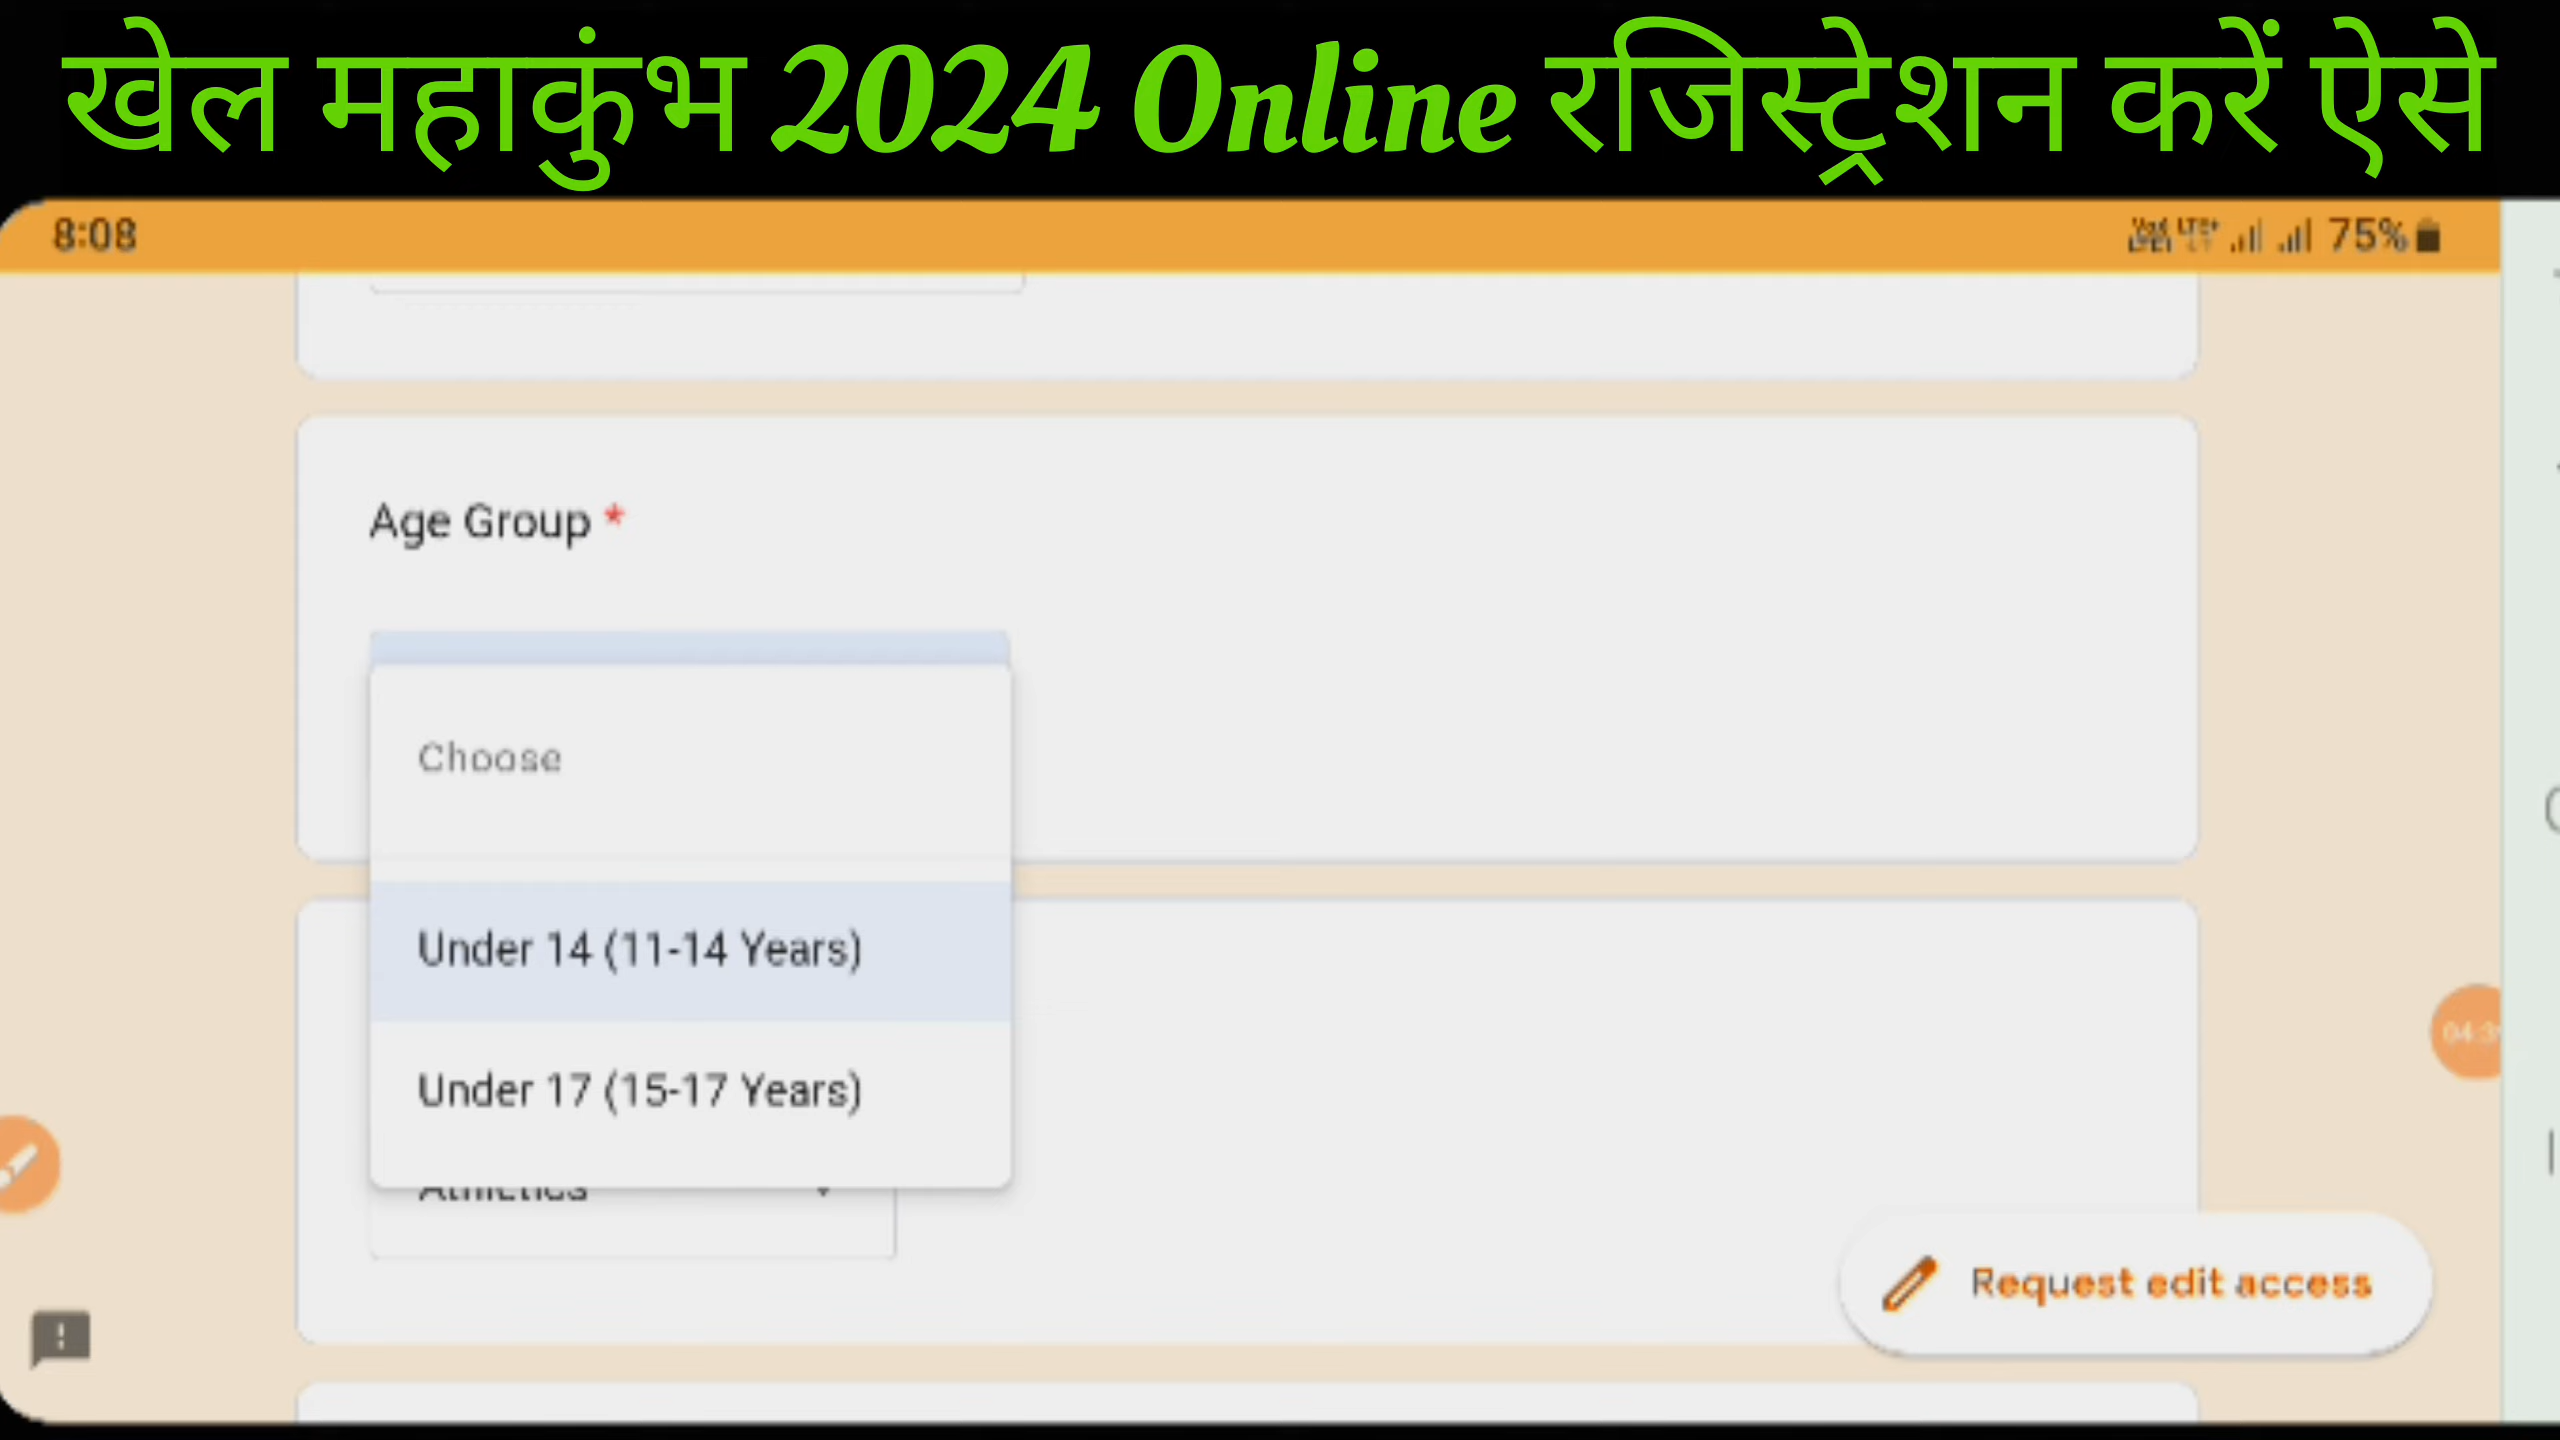 खेल महाकुंभ 2024 Online रजिस्ट्रेशन करें ऐसे
8:08
75%
Age Group *
Choose
Under 14 (11-14 Years)
Under 17 (15-17 Years)
Athletics
Request edit access